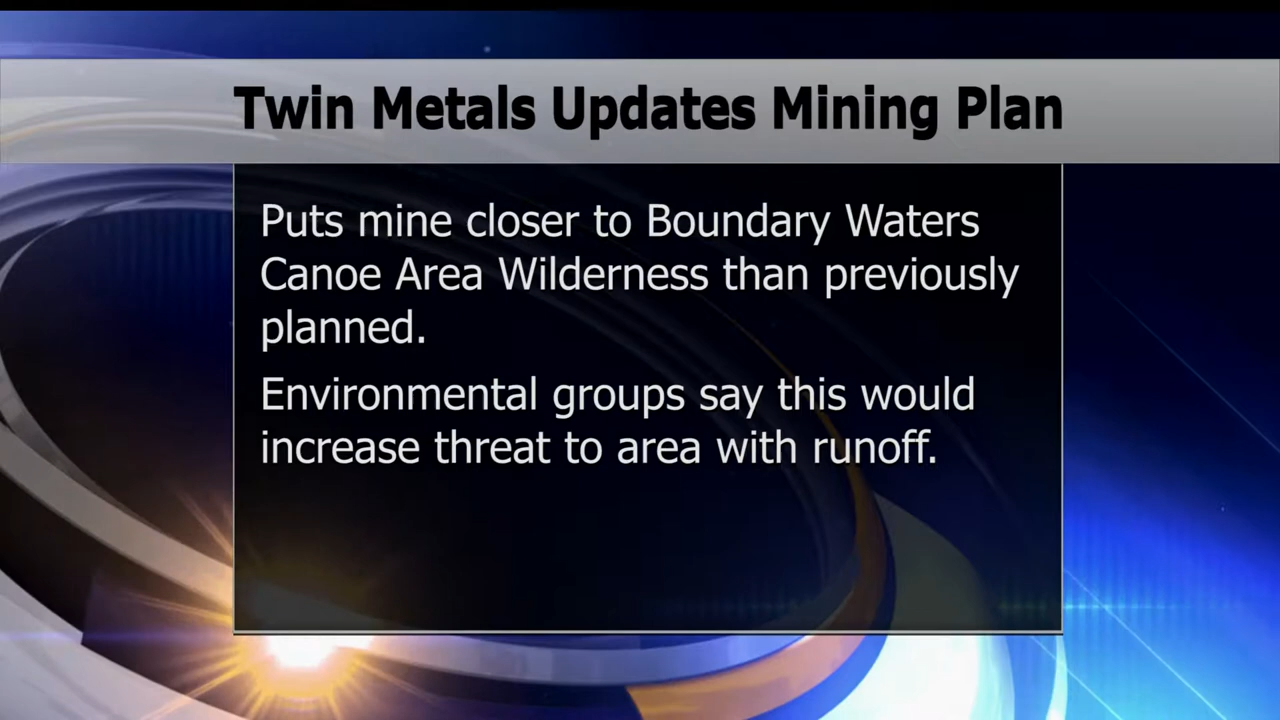 Twin Metals Updates Mining Plan
Puts mine closer to Boundary Waters
Canoe Area Wilderness than previously
planned.
Environmental groups say this would
increase threat to area with runoff.